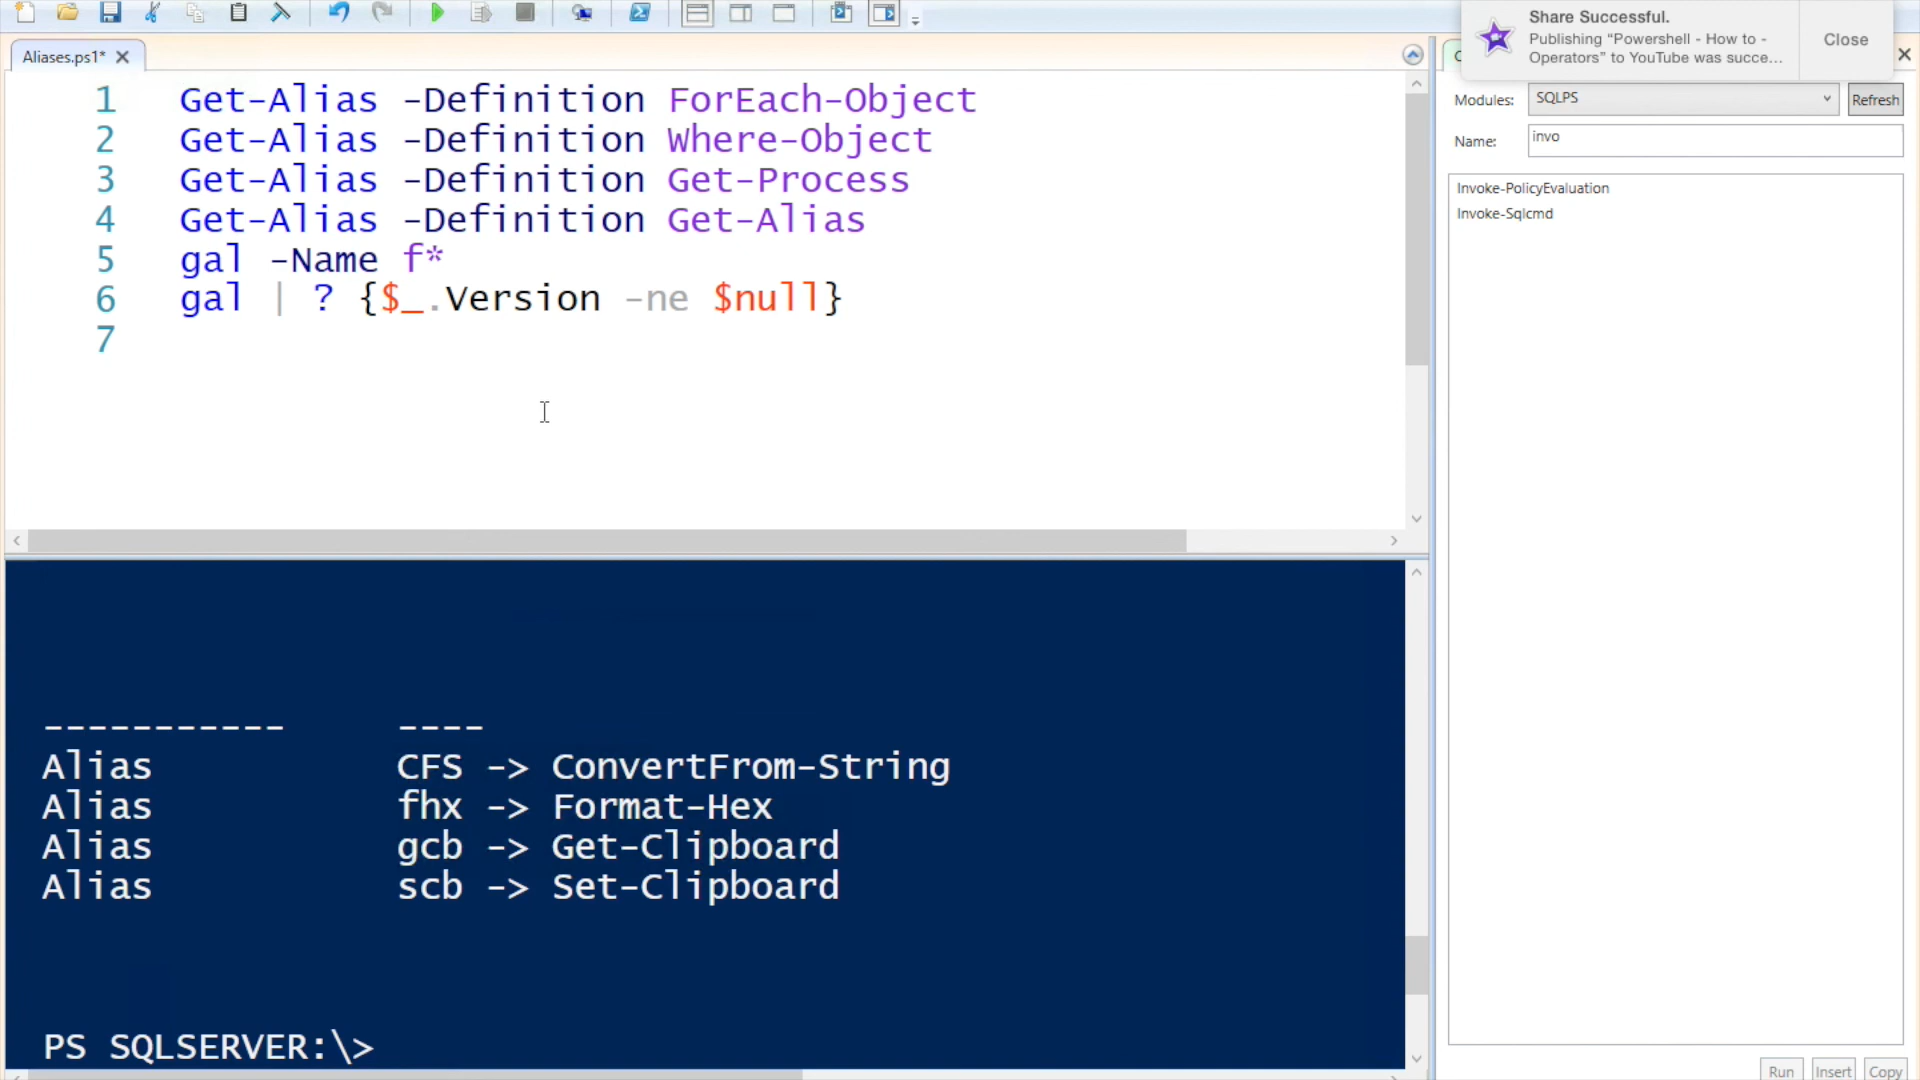 Aliases.ps1*
Share Successful.
Publishing “Powershell - How to -
Operators” to YouTube was succe...
Close
Modules:
SQLPS
Refresh
Name:
invo
Invoke-PolicyEvaluation
Invoke-Sqlcmd
1 Get-Alias -Definition ForEach-Object
2 Get-Alias -Definition Where-Object
3 Get-Alias -Definition Get-Process
4 Get-Alias -Definition Get-Alias
5 gal -Name f*
6 gal | ? {$_.Version -ne $null}
7
----------- ----
Alias CFS -> ConvertFrom-String
Alias fhx -> Format-Hex
Alias gcb -> Get-Clipboard
Alias scb -> Set-Clipboard
PS SQLSERVER:\>
Run
Insert
Copy